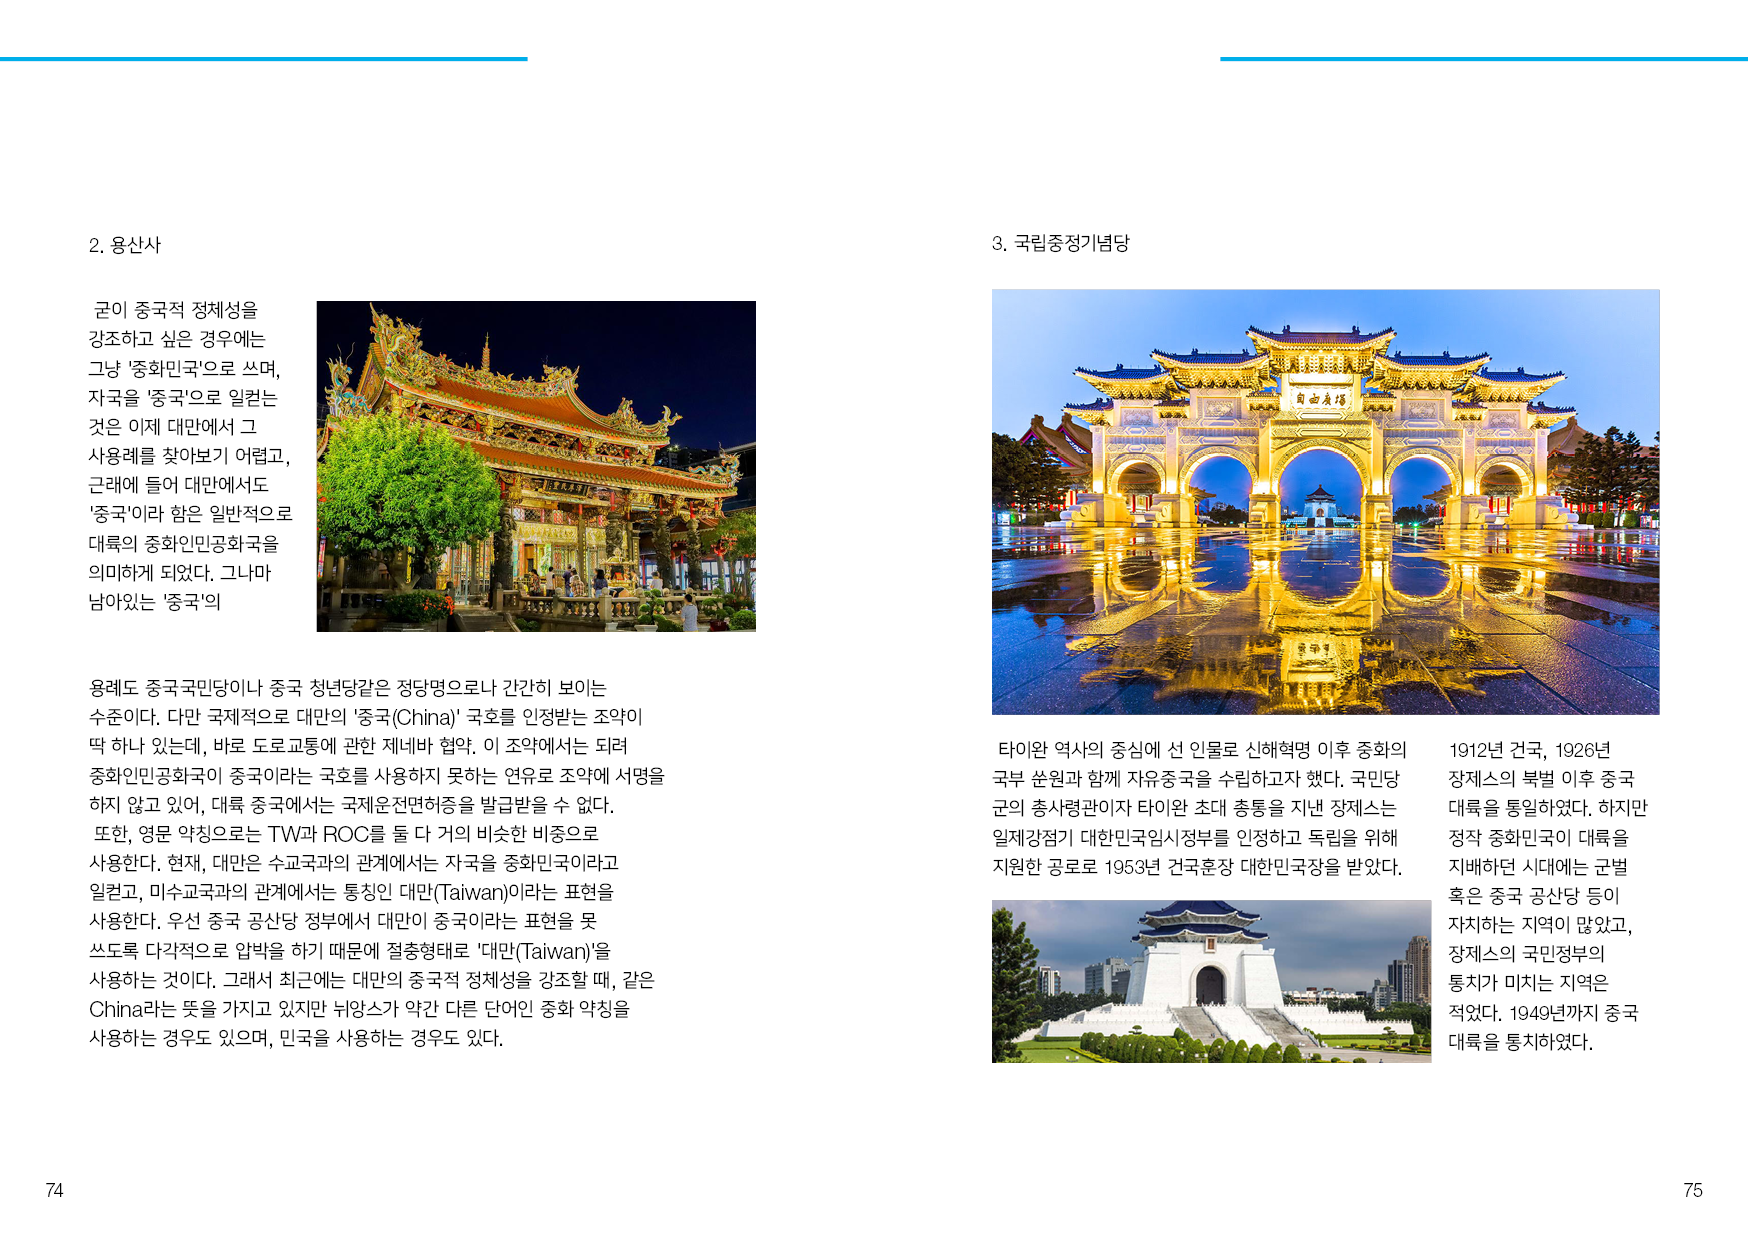 2. 용산사
굳이 중국적 정체성을
강조하고 싶은 경우에는
그냥 '중화민국'으로 쓰며,
자국을 '중국'으로 일컫는
것은 이제 대만에서 그
사용례를 찾아보기 어렵고,
근래에 들어 대만에서도
'중국'이라 함은 일반적으로
대륙의 중화인민공화국을
의미하게 되었다. 그나마
남아있는 '중국'의
용례도 중국국민당이나 중국 청년당같은 정당명으로나 간간히 보이는
수준이다. 다만 국제적으로 대만의 '중국(China)' 국호를 인정받는 조약이
딱 하나 있는데, 바로 도로교통에 관한 제네바 협약. 이 조약에서는 되려
중화인민공화국이 중국이라는 국호를 사용하지 못하는 연유로 조약에 서명을
하지 않고 있어, 대륙 중국에서는 국제운전면허증을 발급받을 수 없다.
또한, 영문 약칭으로는 TW과 ROC를 둘 다 거의 비슷한 비중으로
사용한다. 현재, 대만은 수교국과의 관계에서는 자국을 중화민국이라고
일컫고, 미수교국과의 관계에서는 통칭인 대만(Taiwan)이라는 표현을
사용한다. 우선 중국 공산당 정부에서 대만이 중국이라는 표현을 못
쓰도록 다각적으로 압박을 하기 때문에 절충형태로 '대만(Taiwan)'을
사용하는 것이다. 그래서 최근에는 대만의 중국적 정체성을 강조할 때, 같은
China라는 뜻을 가지고 있지만 뉘앙스가 약간 다른 단어인 중화 약칭을
사용하는 경우도 있으며, 민국을 사용하는 경우도 있다.
74
3. 국립중정기념당
自由廣場
타이완 역사의 중심에 선 인물로 신해혁명 이후 중화의
국부 쑨원과 함께 자유중국을 수립하고자 했다. 국민당
군의 총사령관이자 타이완 초대 총통을 지낸 장제스는
일제강점기 대한민국임시정부를 인정하고 독립을 위해
지원한 공로로 1953년 건국훈장 대한민국장을 받았다.
1912년 건국, 1926년
장제스의 북벌 이후 중국
대륙을 통일하였다. 하지만
정작 중화민국이 대륙을
지배하던 시대에는 군벌
혹은 중국 공산당 등이
자치하는 지역이 많았고,
장제스의 국민정부의
통치가 미치는 지역은
적었다. 1949년까지 중국
대륙을 통치하였다.
75